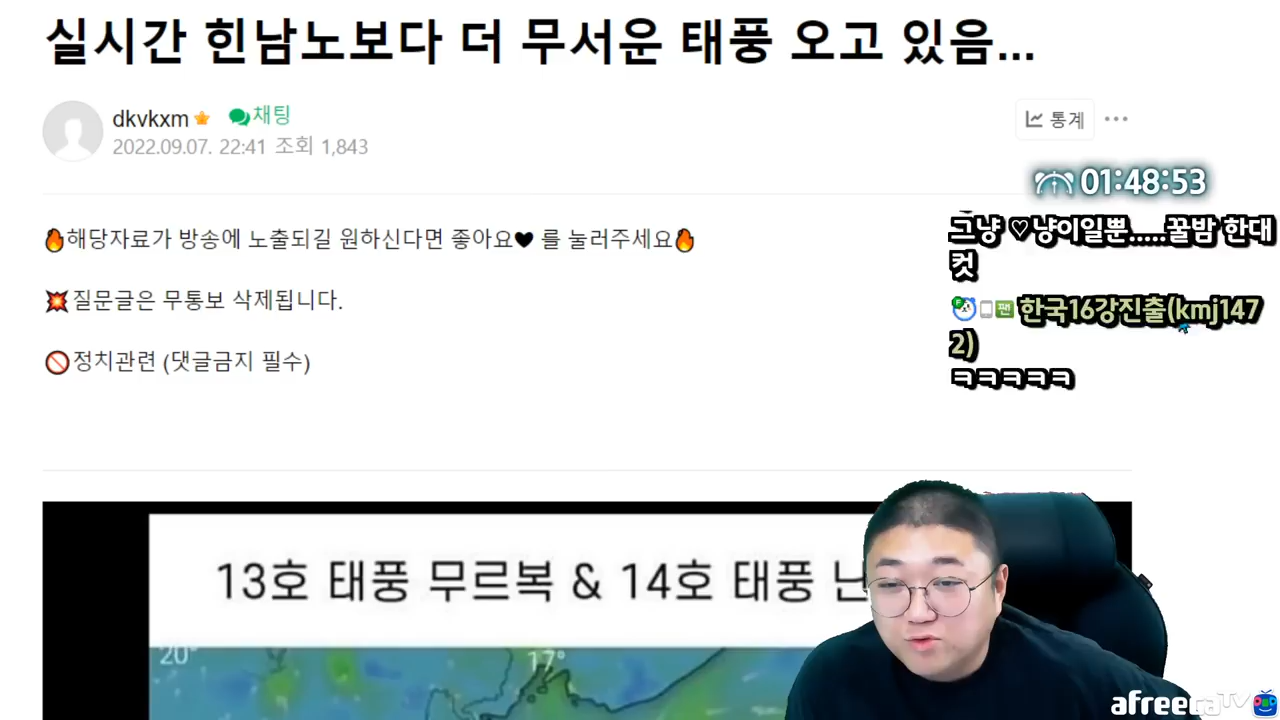 실시간 힌남노보다 더 무서운 태풍 오고 있음...
dkvkxm 채팅
2022.09.07. 22:41 조회 1,843
통계
01:48:53
🔥해당자료가 방송에 노출되길 원하신다면 좋아요🖤 를 눌러주세요🔥
💥질문글은 무통보 삭제됩니다.
🚫정치관련 (댓글금지 필수)
그냥 ♡냥이일뿐.....꿀밤 한대
컷
한국16강진출(kmj147
2)
ㅋㅋㅋㅋㅋ
13호 태풍 무르복 & 14호 태풍 난
20°
17°
afreecaTV